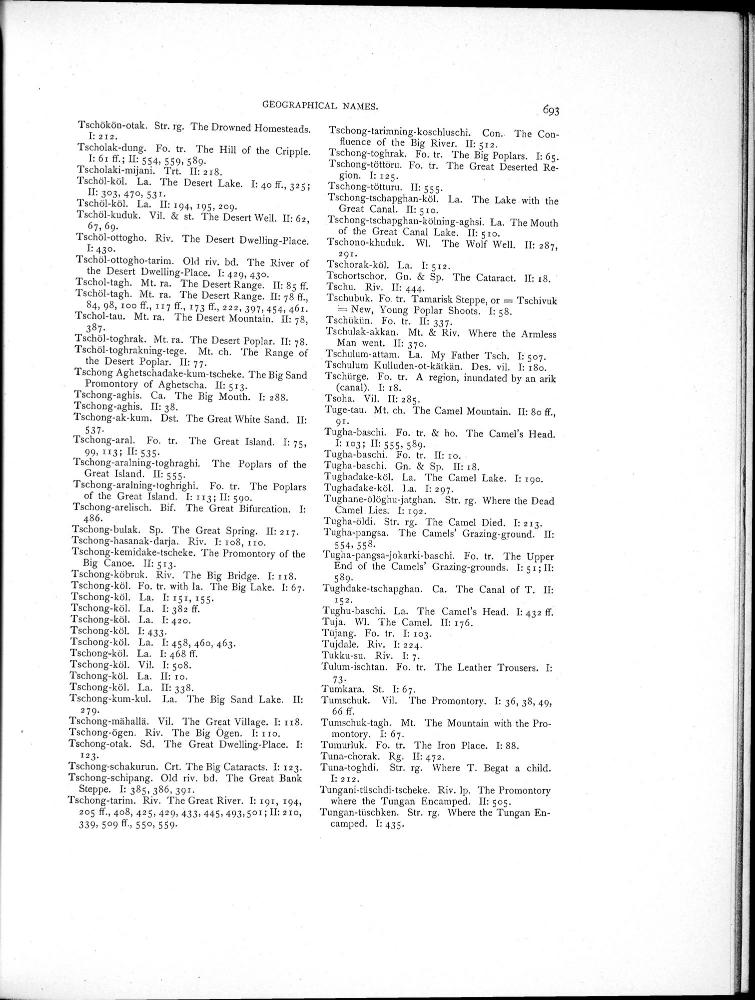 GEOGRAPHICAL NAMES.
693
Tschökön-otak. Str. rg. The Drowned Homesteads.
I: 212.
Tscholak-dung. Fo. tr. The Hill of the Cripple.
I: 61 ff.; II: 554, 559, 589.
Tscholaki-mijani. Trt. II: 218.
Tschöl-köl. La. The Desert Lake. I: 40 ff., 325;
II: 303, 470, 531.
Tschöl-köl. La. II: 194, 195, 209.
Tschöl-kuduk. Vil. & st. The Desert Well. II: 62,
67, 69.
Tschöl-ottogho. Riv. The Desert Dwelling-Place.
I: 430.
Tschöl-ottogho-tarim. Old riv. bd. The River of
the Desert Dwelling-Place. I: 429, 430.
Tschol-tagh. Mt. ra. The Desert Range. II: 85 ff.
Tschöl-tagh. Mt. ra. The Desert Range. II: 78 ff.,
84, 98, 100 ff., 117 ff., 173 ff., 222, 397, 454, 461.
Tschol-tau. Mt. ra. The Desert Mountain. II: 78,
387.
Tschöl-toghrak. Mt. ra. The Desert Poplar. II: 78.
Tschöl-toghrakning-tege. Mt. ch. The Range of
the Desert Poplar. II: 77.
Tschong Aghetschadake-kum-tscheke. The Big Sand
Promontory of Aghetscha. II: 513.
Tschong-aghis. Ca. The Big Mouth. I: 288.
Tschong-aghis. II: 38.
Tschong-ak-kum. Dst. The Great White Sand. II:
537.
Tschong-aral. Fo. tr. The Great Island. I: 75,
99, 113; II: 535.
Tschong-aralning-toghraghi. The Poplars of the
Great Island. II: 555.
Tschong-aralning-toghrighi. Fo. tr. The Poplars
of the Great Island. I: 113; II: 590.
Tschong-arelisch. Bif. The Great Bifurcation. I:
486.
Tschong-bulak. Sp. The Great Spring. II: 217.
Tschong-hasanak-darja. Riv. I: 108, 110.
Tschong-kemidake-tscheke. The Promontory of the
Big Canoe. II: 513.
Tschong-köbruk. Riv. The Big Bridge. I: 118.
Tschong-köl. Fo. tr. with la. The Big Lake. I: 67.
Tschong-köl. La. I: 151, 155.
Tschong-köl. La. I: 382 ff.
Tschong-köl. La. I: 420.
Tschong-köl. I: 433.
Tschong-köl. La. I: 458, 460, 463.
Tschong-köl. La. I: 468 ff.
Tschong-köl. Vil. I: 508.
Tschong-köl. La. II: 10.
Tschong-köl. La. II: 338.
Tschong-kum-kul. La. The Big Sand Lake. II:
279.
Tschong-mähallä. Vil. The Great Village. I: 118.
Tschong-ögen. Riv. The Big Ögen. I: 110.
Tschong-otak. Sd. The Great Dwelling-Place. I:
123.
Tschong-schakurun. Crt. The Big Cataracts. I: 123.
Tschong-schipang. Old riv. bd. The Great Bank
Steppe. I: 385, 386, 391.
Tschong-tarim. Riv. The Great River. I: 191, 194,
205 ff., 408, 425, 429, 433, 445, 493, 501; II: 210,
339, 509 ff., 550, 559.
Tschong-tarimning-koschluschi. Con. The Con-
fluence of the Big River. II: 512.
Tschong-toghrak. Fo. tr. The Big Poplars. I: 65.
Tschong-töttöru. Fo. tr. The Great Deserted Re-
gion. I: 125.
Tschong-tötturu. II: 555.
Tschong-tschapghan-köl. La. The Lake with the
Great Canal. II: 510.
Tschong-tschapghan-kölning-aghsi. La. The Mouth
of the Great Canal Lake. II: 510.
Tschono-khuduk. Wl. The Wolf Well. II: 287,
291.
Tschorak-köl. La. I: 512.
Tschortschor. Gn. & Sp. The Cataract. II: 18.
Tschu. Riv. II: 444.
Tschubuk. Fo. tr. Tamarisk Steppe, or = Tschivuk
= New, Young Poplar Shoots. I: 58.
Tschükün. Fo. tr. II: 337.
Tschulak-akkan. Mt. & Riv. Where the Armless
Man went. II: 370.
Tschulum-attam. La. My Father Tsch. I: 507.
Tschulum Kulluden-ot-kätkän. Des. vil. I: 180.
Tschürge. Fo. tr. A region, inundated by an arik
(canal). I: 18.
Tsoha. Vil. II: 285.
Tuge-tau. Mt. ch. The Camel Mountain. II: 80 ff.,
91.
Tugha-baschi. Fo. tr. & ho. The Camel's Head.
I: 103; II: 555, 589.
Tugha-baschi. Fo. tr. II: 10.
Tugha-baschi. Gn. & Sp. II: 18.
Tughadake-köl. La. The Camel Lake. I: 190.
Tughadake-köl. La. I: 297.
Tughane-ölöghu-jatghan. Str. rg. Where the Dead
Camel Lies. I: 192.
Tugha-öldi. Str. rg. The Camel Died. I: 213.
Tugha-pangsa. The Camels' Grazing-ground. II:
554, 558.
Tugha-pangsa-jokarki-baschi. Fo. tr. The Upper
End of the Camels' Grazing-grounds. I: 51; II:
589.
Tughdake-tschapghan. Ca. The Canal of T. II:
152.
Tughu-baschi. La. The Camel's Head. I: 432 ff.
Tuja. Wl. The Camel. II: 176.
Tujang. Fo. tr. I: 103.
Tujdale. Riv. I: 224.
Tukku-su. Riv. I: 7.
Tulum-ischtan. Fo. tr. The Leather Trousers. I:
73.
Tumkara. St. I: 67.
Tumschuk. Vil. The Promontory. I: 36, 38, 49,
66 ff.
Tumschuk-tagh. Mt. The Mountain with the Pro-
montory. I: 67.
Tumurluk. Fo. tr. The Iron Place. I: 88.
Tuna-chorak. Rg. II: 472.
Tuna-toghdi. Str. rg. Where T. Begat a child.
I: 212.
Tungani-tüschdi-tscheke. Riv. lp. The Promontory
where the Tungan Encamped. II: 505.
Tungan-tüschken. Str. rg. Where the Tungan En-
camped. I: 435.